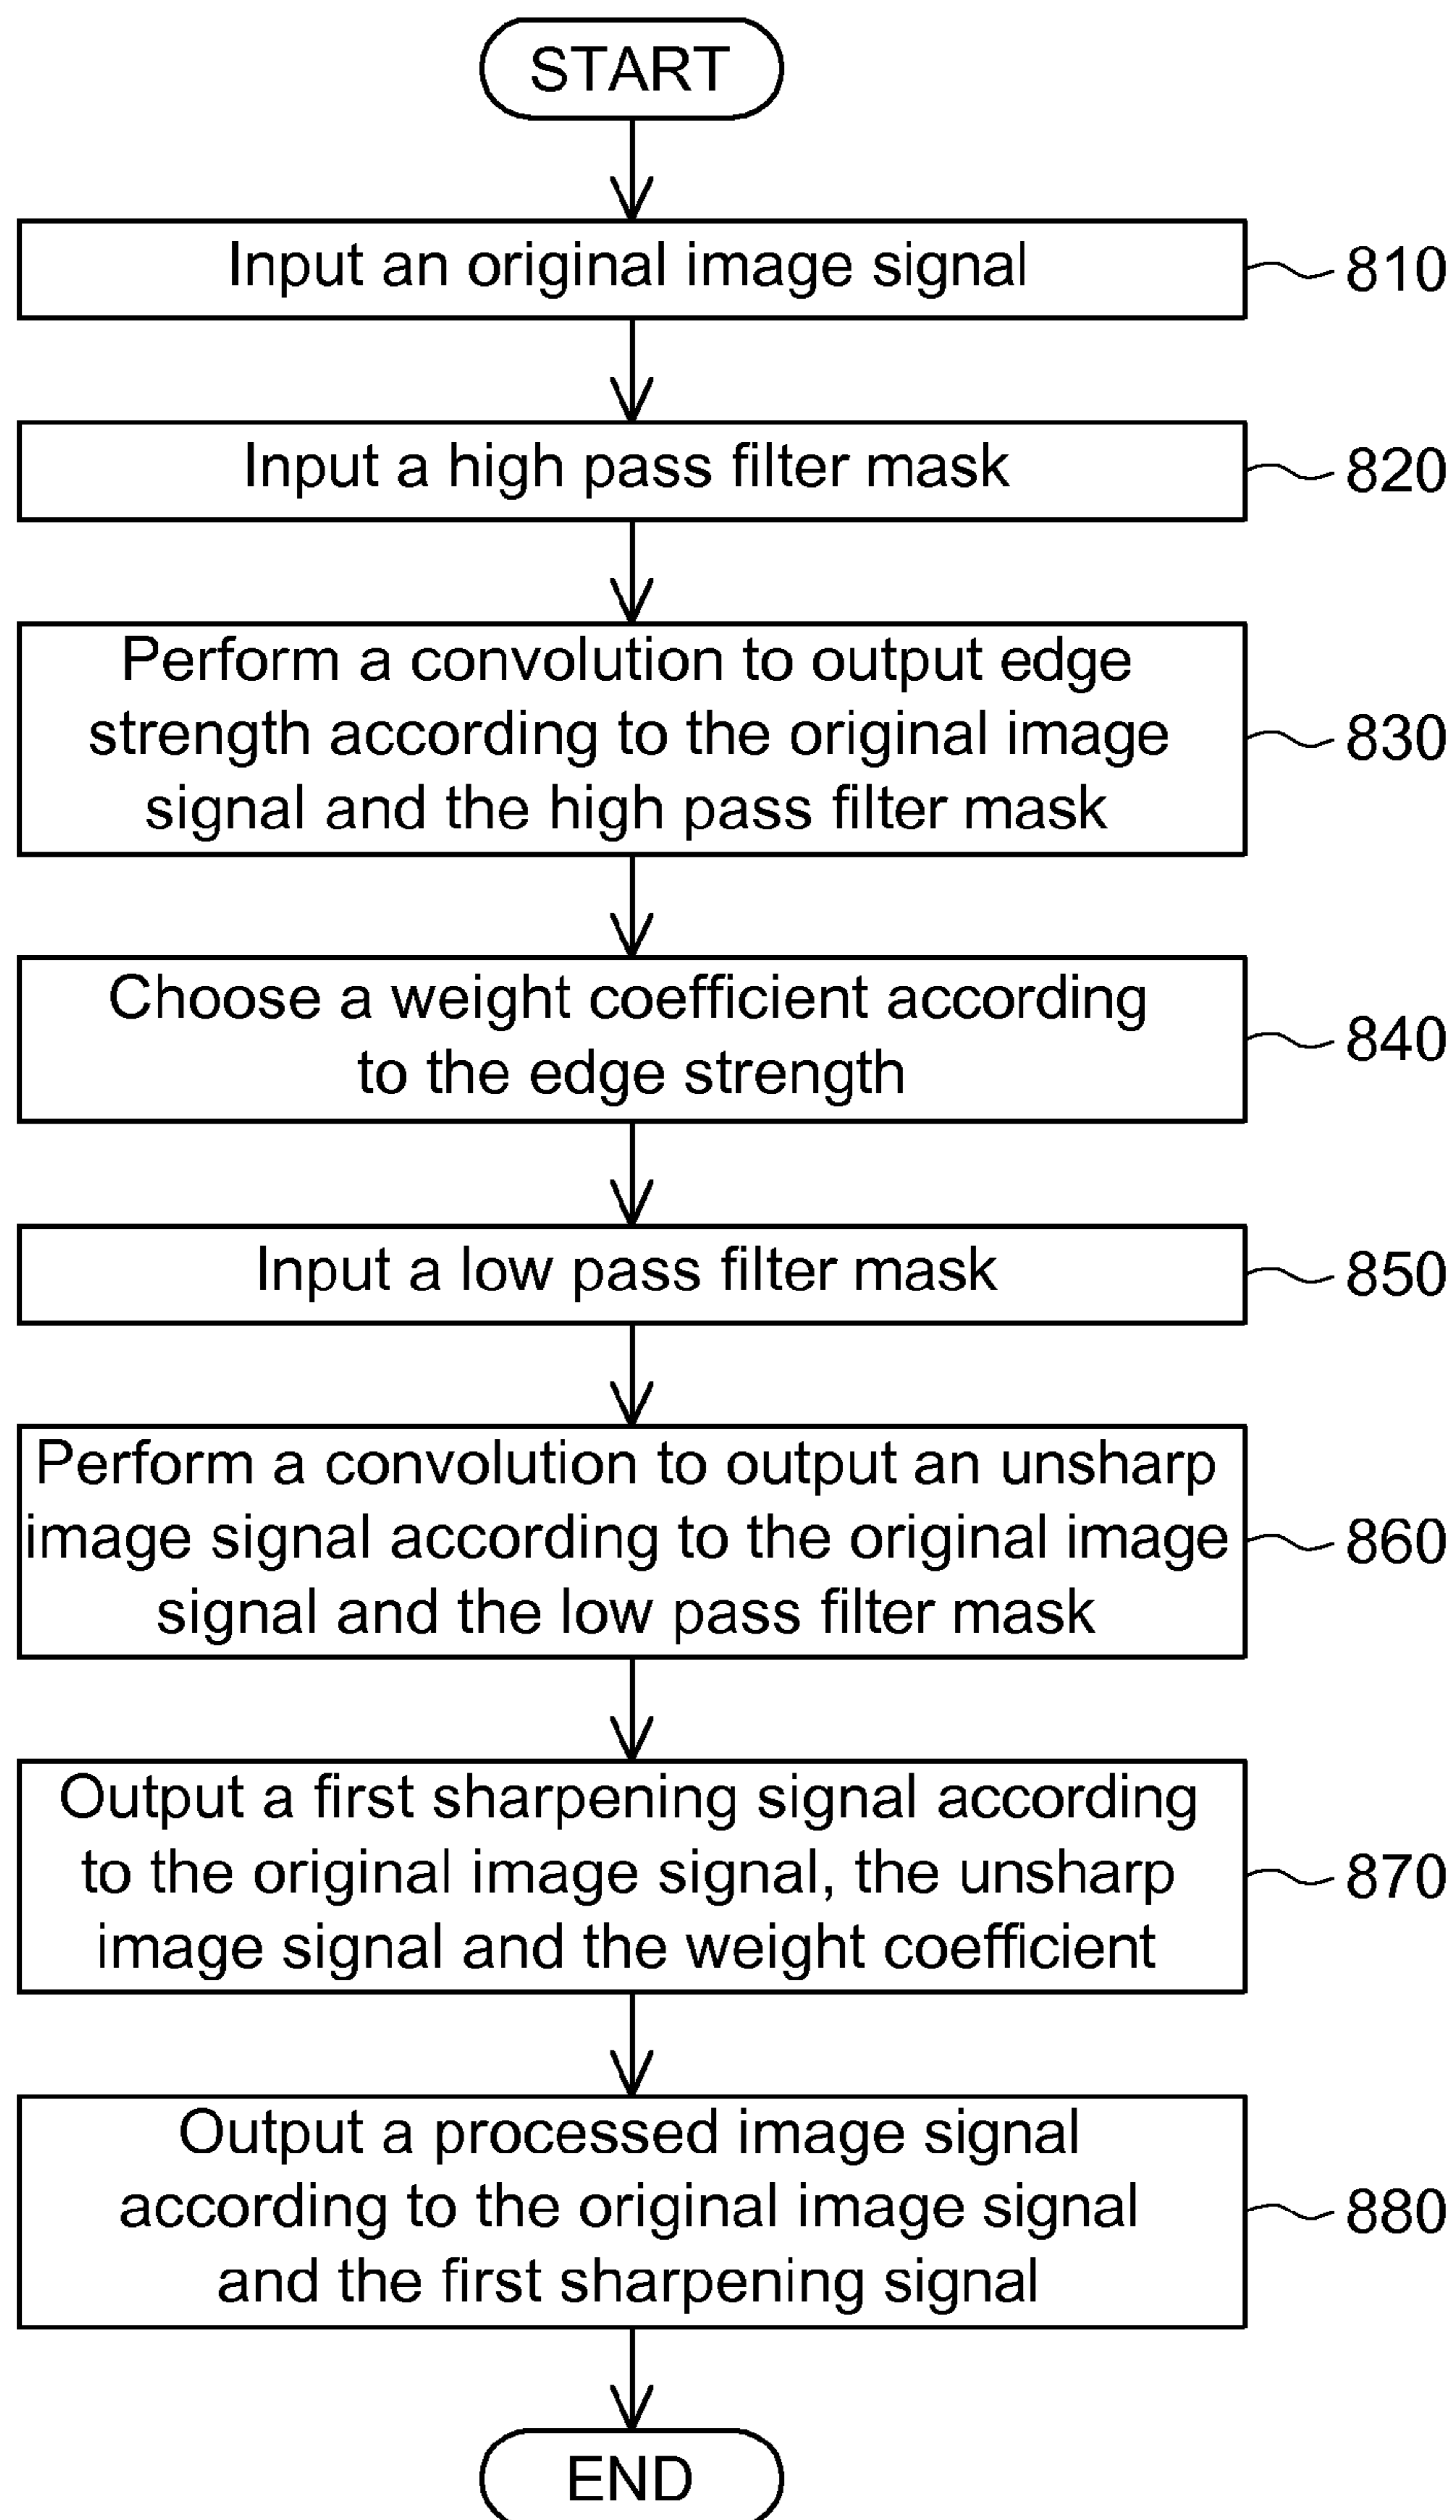 START
Input an original image signal
810
Input a high pass filter mask
820
Perform a convolution to output edge
strength according to the original image
signal and the high pass filter mask
830
Choose a weight coefficient according
to the edge strength
840
Input a low pass filter mask
850
Perform a convolution to output an unsharp
image signal according to the original image
signal and the low pass filter mask
860
Output a first sharpening signal according
to the original image signal, the unsharp
image signal and the weight coefficient
870
Output a processed image signal
according to the original image signal
and the first sharpening signal
880
END